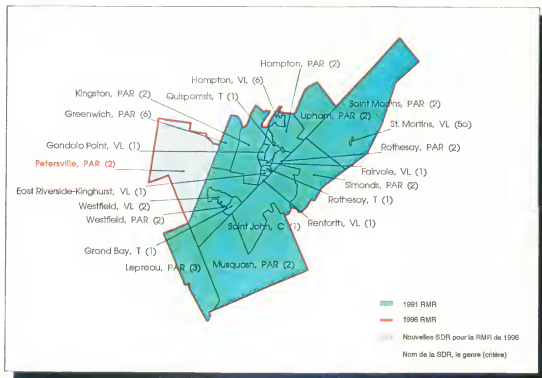 Hompton, PAR (2)
Hompton, VL (6)
Kingston, PAR (2)
Quispamsis, T (1)
Saint Martins, PAR (2)
Greenwich, PAR (6)
Upham, PAR (2)
St. Martins, VL (5a)
Gondola Point, VL (1)
Rothesay, PAR (2)
Petersville, PAR (2)
Fairvale, VL (1)
East Riverside-Kinghurst, VL (1)
Simonds, PAR (2)
Westfield, VL (2)
Rothesay, T (1)
Westfield, PAR (2)
Renforth, VL (1)
Saint John, C (1)
Grand Bay, T (1)
Lepreau, PAR (3)
Musquash, PAR (2)
1991 RMR
1996 RMR
Nouvelles SDR pour la RMR de 1996
Nom de la SDR, le genre (critère)